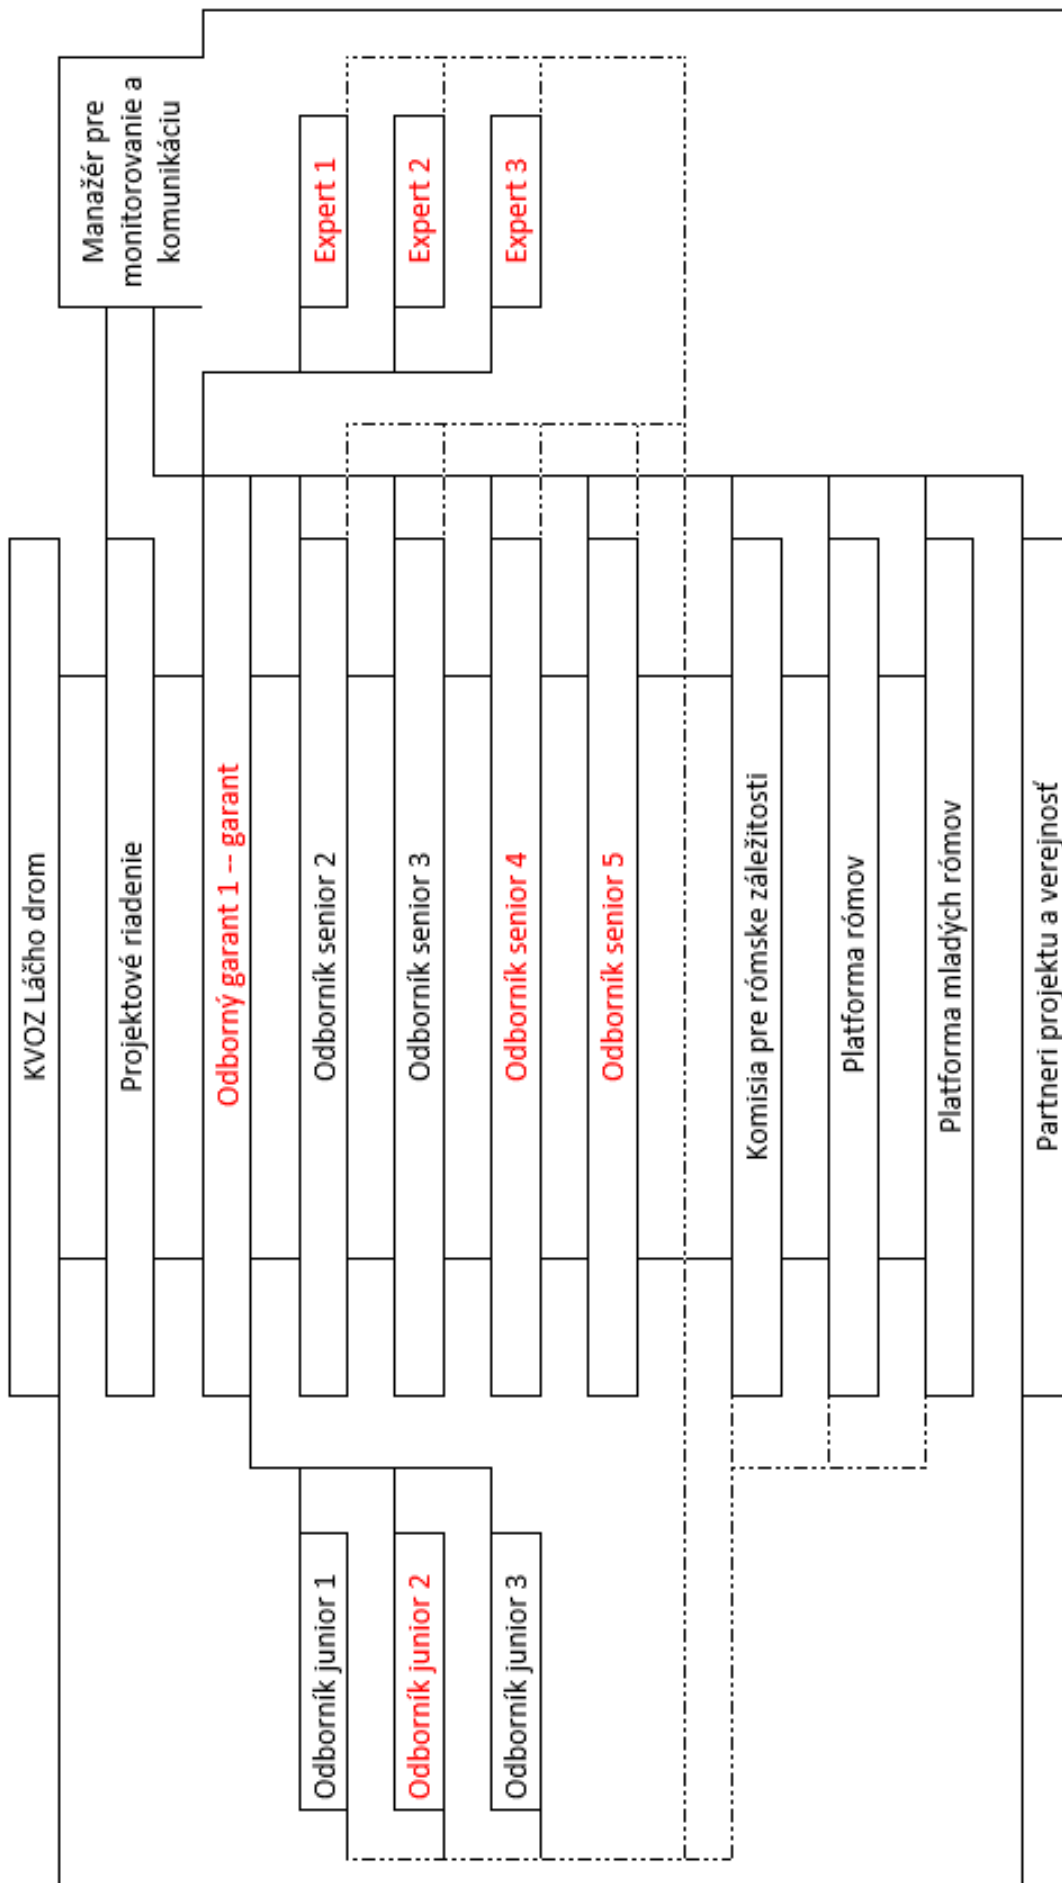 KVOZ Láčho drom
Manažér pre
monitorovanie a
komunikáciu
Projektové riadenie
Odborný garant 1 -- garant
Odborník junior 1
Odborník senior 2
Expert 1
Odborník junior 2
Odborník senior 3
Expert 2
Odborník junior 3
Odborník senior 4
Expert 3
Odborník senior 5
Komisia pre rómske záležitosti
Platforma rómov
Platforma mladých rómov
Partneri projektu a verejnosť